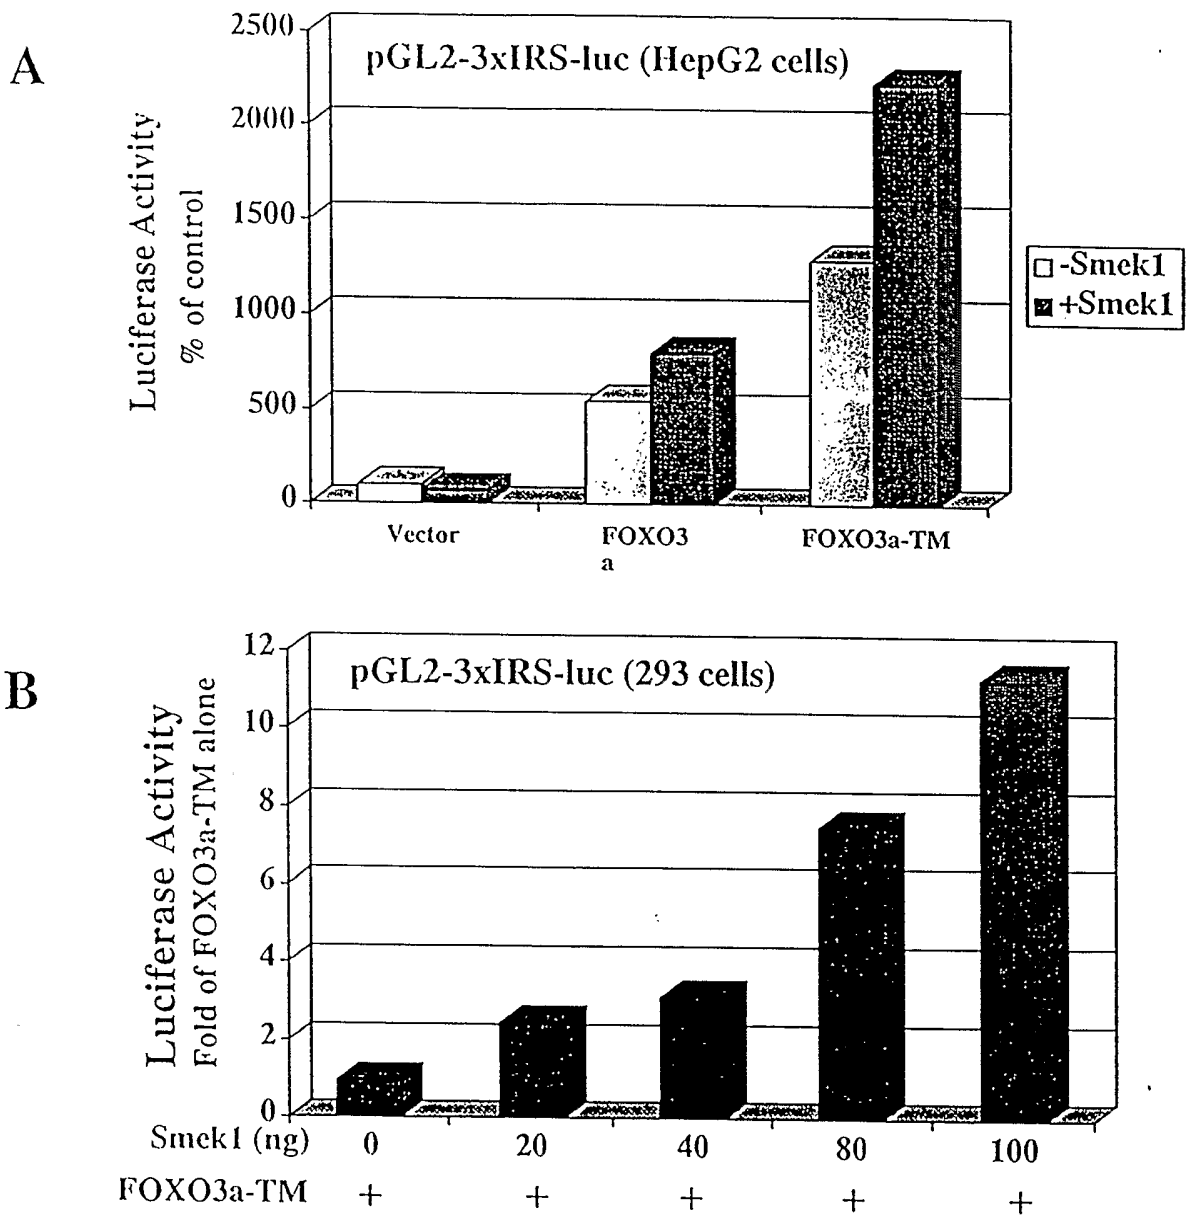 A
pGL2-3xIRS-luc (HepG2 cells)
Luciferase Activity
% of control
2500
2000
1500
1000
500
0
Vector
FOXO3
a
FOXO3a-TM
-Smek1
+Smek1
B
pGL2-3xIRS-luc (293 cells)
Luciferase Activity
Fold of FOXO3a-TM alone
12
10
8
6
4
2
0
Smek1 (ng) 0 20 40 80 100
FOXO3a-TM + + + + +